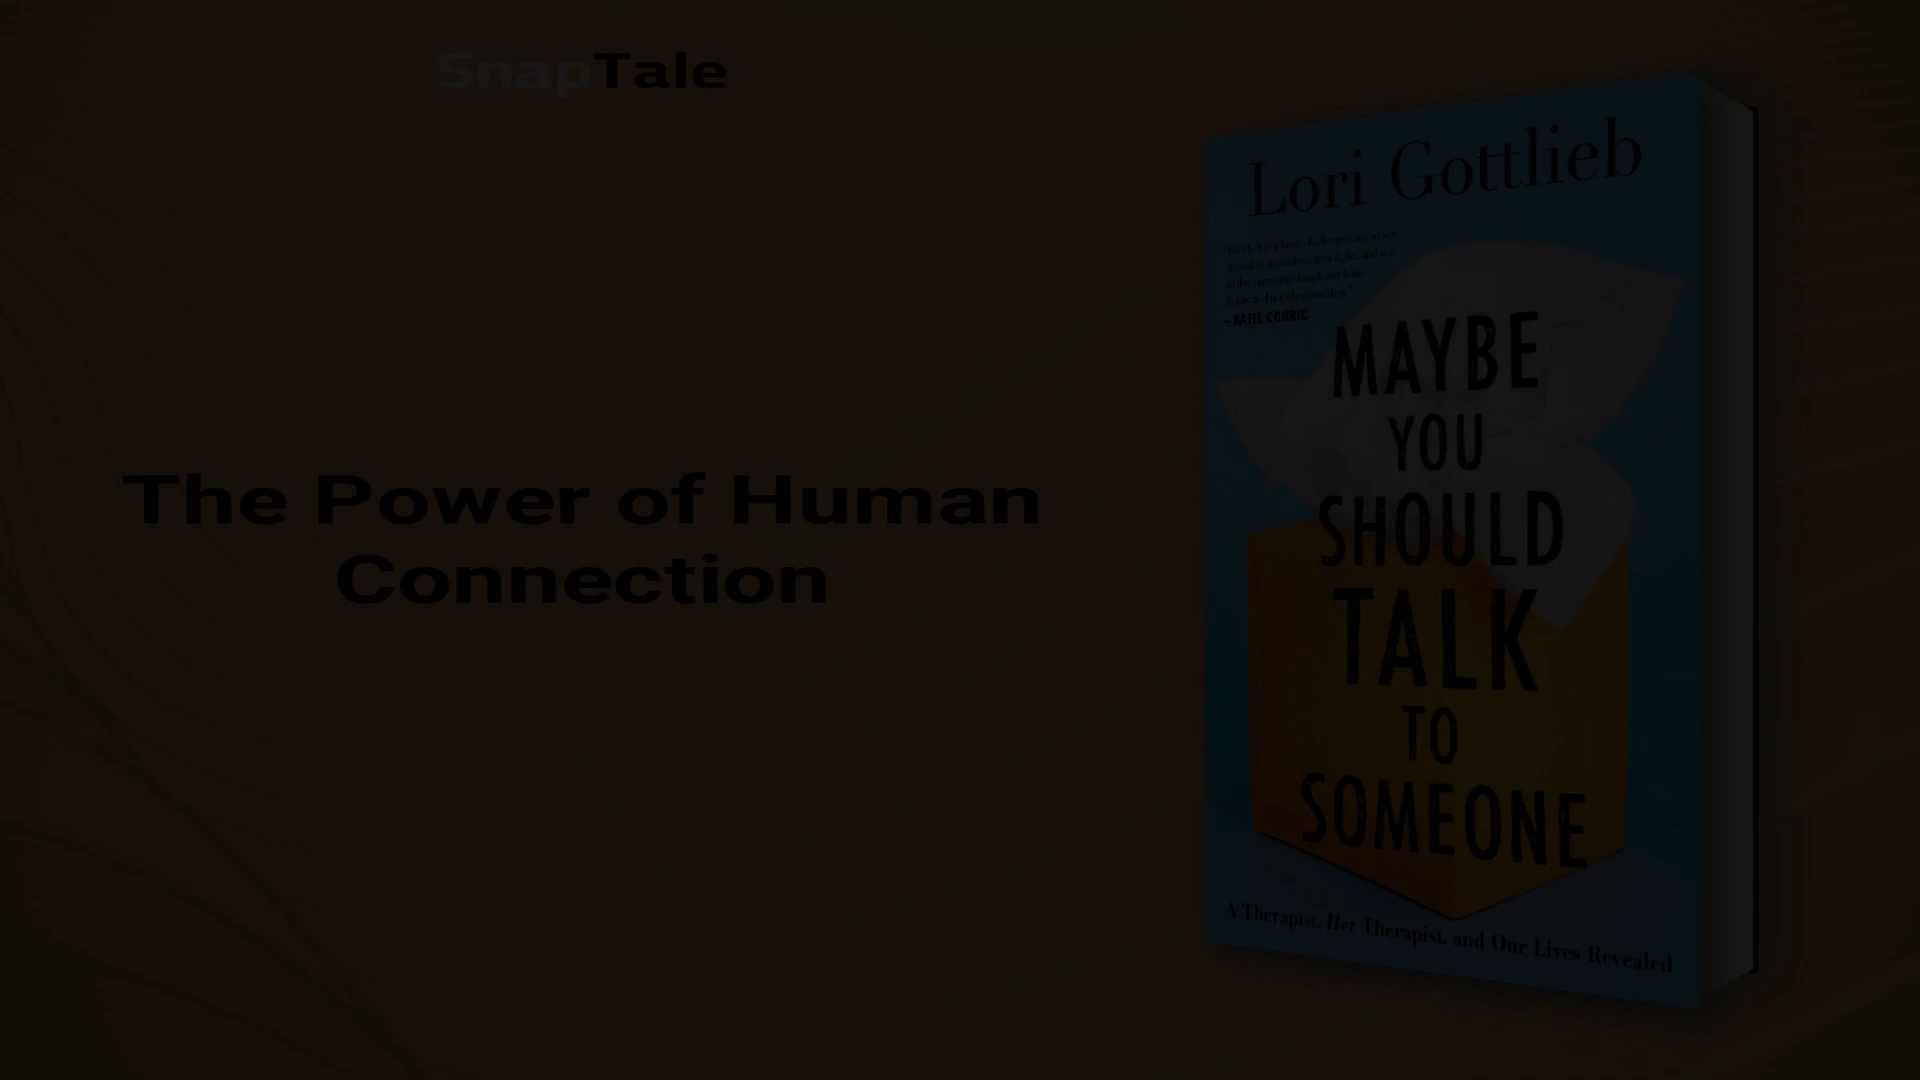 SnapTale
The Power of Human
Connection
Lori Gottlieb
– KATIE COURIC
MAYBE
YOU
SHOULD
TALK
TO
SOMEONE
A Therapist, Her Therapist, and Our Lives Revealed